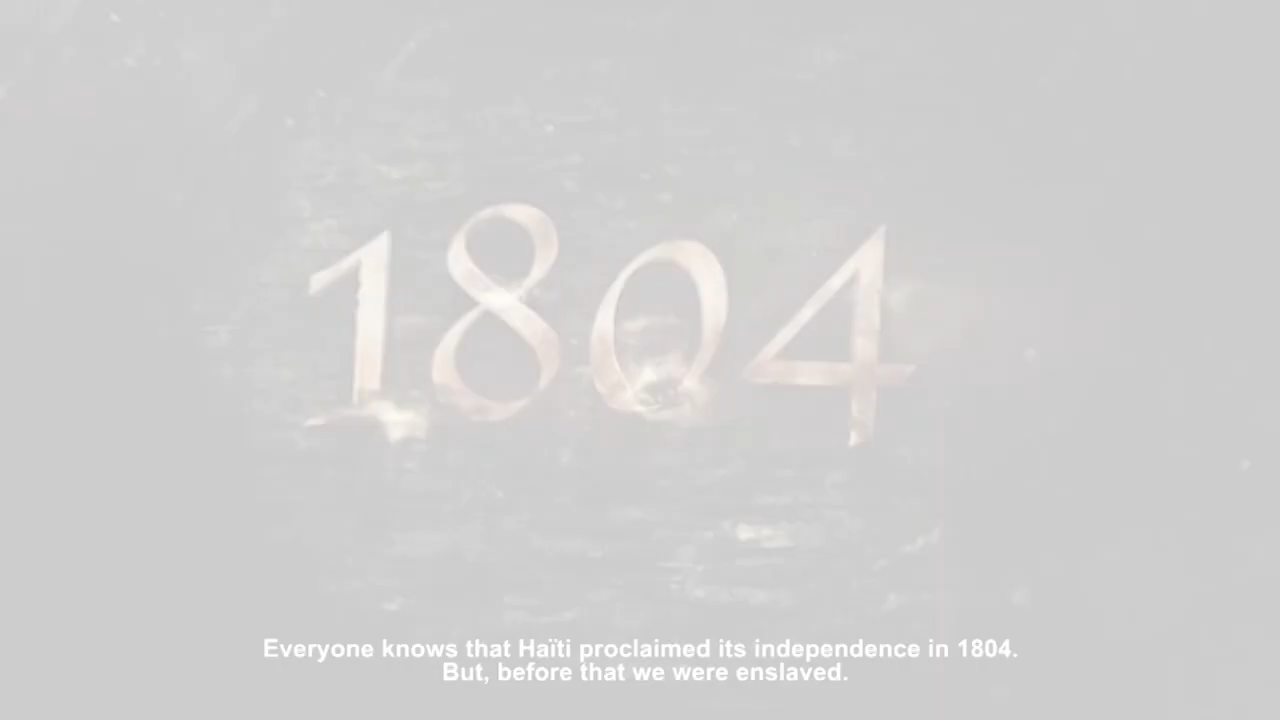 1804
Everyone knows that Haïti proclaimed its independence in 1804.
But, before that we were enslaved.